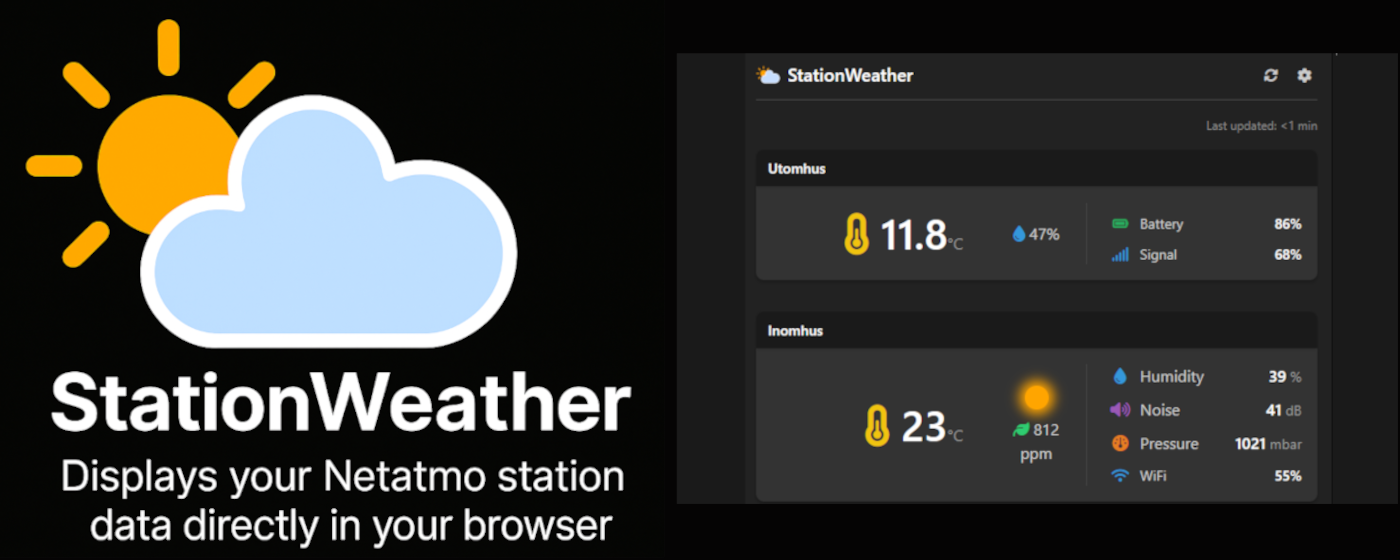 StationWeather
Displays your Netatmo station
data directly in your browser
StationWeather
Last updated: <1 min
Utomhus
11.8°C
47%
Battery 86%
Signal 68%
Inomhus
23°C
812
ppm
Humidity 39 %
Noise 41 dB
Pressure 1021 mbar
WiFi 55%